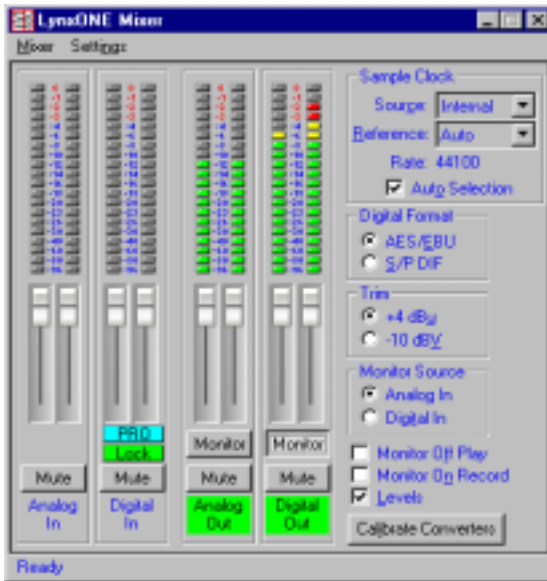 LynxONE Mixer
Mixer Settings
Sample Clock
Source: Internal
Reference: Auto
Rate: 44100
Auto Selection
Digital Format
AES/EBU
S/P DIF
Trim
+4 dBu
-10 dBV
Monitor Source
Analog In
Digital In
Monitor Off Play
Monitor On Record
Levels
Calibrate Converters
PRO
Lock
Monitor Monitor
Mute Mute Mute Mute
Analog In
Digital In
Analog Out
Digital Out
Ready